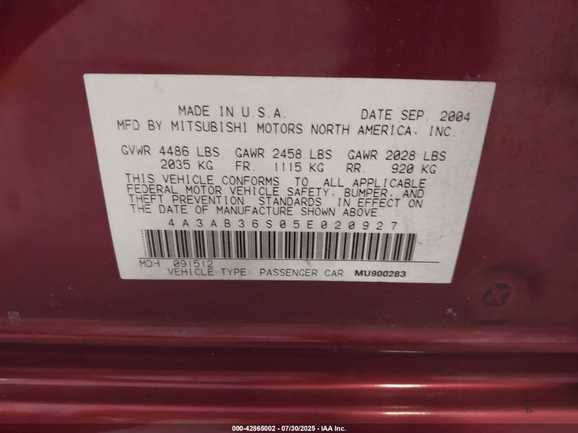 MADE IN U.S.A. DATE SEP. 2004
MFD BY MITSUBISHI MOTORS NORTH AMERICA, INC.
GVWR 4486 LBS GAWR 2458 LBS GAWR 2028 LBS
2035 KG FR. 1115 KG RR 920 KG
THIS VEHICLE CONFORMS TO ALL APPLICABLE
FEDERAL MOTOR VEHICLE SAFETY, BUMPER, AND
THEFT PREVENTION STANDARDS IN EFFECT ON
THE DATE OF MANUFACTURE SHOWN ABOVE.
4A3AB36S05E020927
MDH 091512
VEHICLE TYPE: PASSENGER CAR MU900283
000-42865002 - 07/30/2025 - IAA Inc.